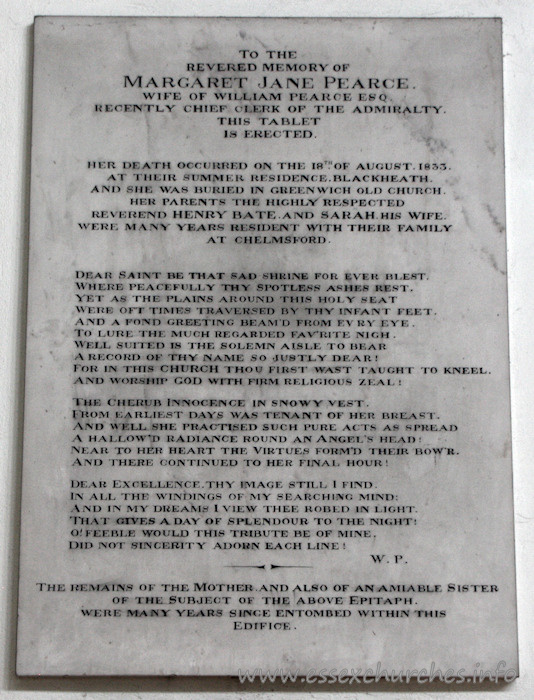 TO THE
REVERED MEMORY OF
MARGARET JANE PEARCE.
WIFE OF WILLIAM PEARCE ESQ.
RECENTLY CHIEF CLERK OF THE ADMIRALTY.
THIS TABLET
IS ERECTED.
HER DEATH OCCURRED ON THE 18TH OF AUGUST. 1833.
AT THEIR SUMMER RESIDENCE. BLACKHEATH.
AND SHE WAS BURIED IN GREENWICH OLD CHURCH.
HER PARENTS THE HIGHLY RESPECTED
REVEREND HENRY BATE. AND SARAH. HIS WIFE.
WERE MANY YEARS RESIDENT WITH THEIR FAMILY
AT CHELMSFORD.
DEAR SAINT BE THAT SAD SHRINE FOR EVER BLEST.
WHERE PEACEFULLY THY SPOTLESS ASHES REST.
YET AS THE PLAINS AROUND THIS HOLY SEAT
WERE OFT TIMES TRAVERSED BY THY INFANT FEET.
AND A FOND GREETING BEAM'D FROM EV'RY EYE.
TO LURE THE MUCH REGARDED FAV'RITE NIGH.
WELL SUITED IS THE SOLEMN AISLE TO BEAR
A RECORD OF THY NAME SO JUSTLY DEAR!
FOR IN THIS CHURCH THOU FIRST WAST TAUGHT TO KNEEL.
AND WORSHIP GOD WITH FIRM RELIGIOUS ZEAL!
THE CHERUB INNOCENCE IN SNOWY VEST.
FROM EARLIEST DAYS WAS TENANT OF HER BREAST.
AND WELL SHE PRACTISED SUCH PURE ACTS AS SPREAD
A HALLOW'D RADIANCE ROUND AN ANGEL'S HEAD!
NEAR TO HER HEART THE VIRTUES FORM'D THEIR BOW'R.
AND THERE CONTINUED TO HER FINAL HOUR!
DEAR EXCELLENCE. THY IMAGE STILL I FIND.
IN ALL THE WINDINGS OF MY SEARCHING MIND:
AND IN MY DREAMS I VIEW THEE ROBED IN LIGHT.
THAT GIVES A DAY OF SPLENDOUR TO THE NIGHT!
O! FEEBLE WOULD THIS TRIBUTE BE OF MINE.
DID NOT SINCERITY ADORN EACH LINE!
W. P.
THE REMAINS OF THE MOTHER. AND ALSO OF AN AMIABLE SISTER
OF THE SUBJECT OF THE ABOVE EPITAPH.
WERE MANY YEARS SINCE ENTOMBED WITHIN THIS
EDIFICE.
www.essexchurches.info